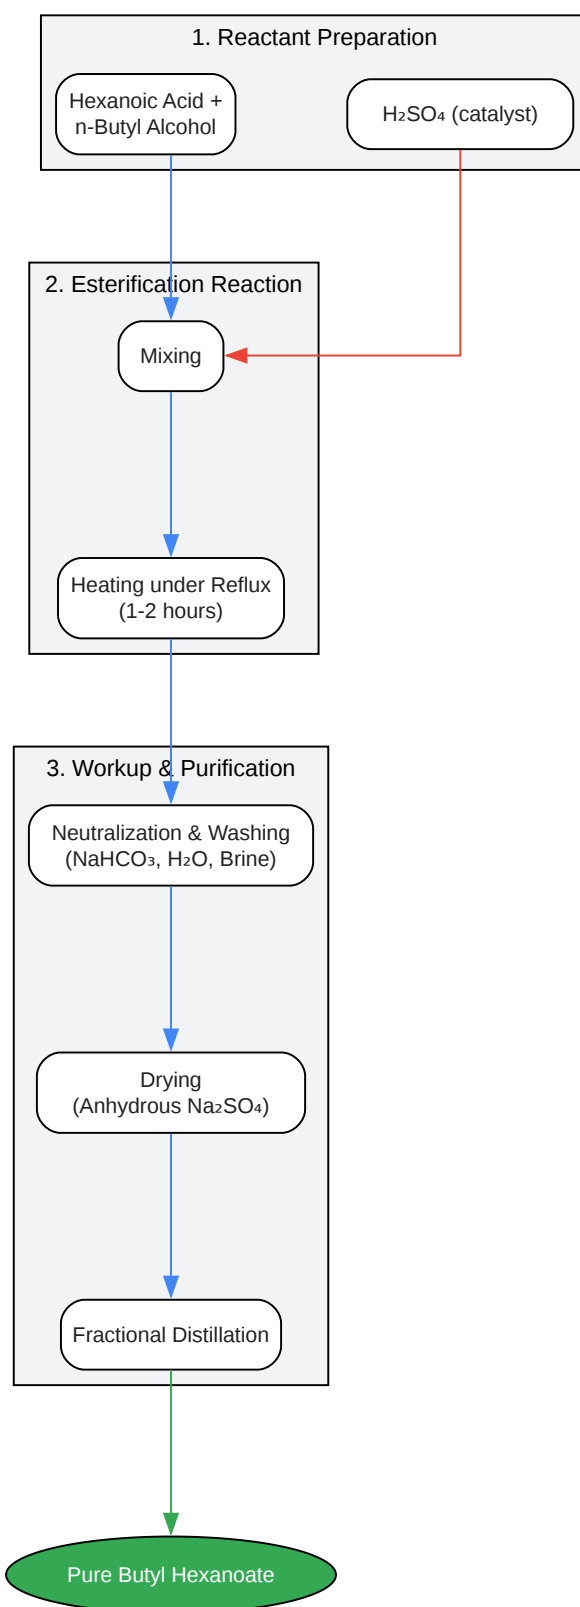 1. Reactant Preparation
Hexanoic Acid +
n-Butyl Alcohol
H₂SO₄ (catalyst)
2. Esterification Reaction
Mixing
Heating under Reflux
(1-2 hours)
3. Workup & Purification
Neutralization & Washing
(NaHCO₃, H₂O, Brine)
Drying
(Anhydrous Na₂SO₄)
Fractional Distillation
Pure Butyl Hexanoate